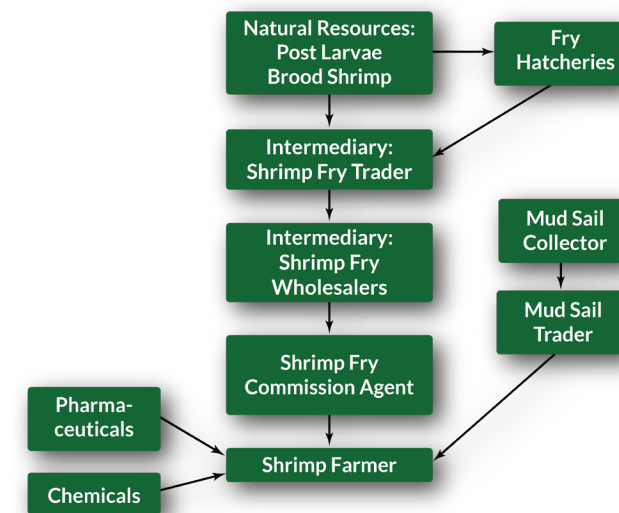 Natural Resources:
Post Larvae
Brood Shrimp
Fry
Hatcheries
Intermediary:
Shrimp Fry Trader
Mud Sail
Collector
Intermediary:
Shrimp Fry
Wholesalers
Mud Sail
Trader
Shrimp Fry
Commission Agent
Pharma-
ceuticals
Shrimp Farmer
Chemicals